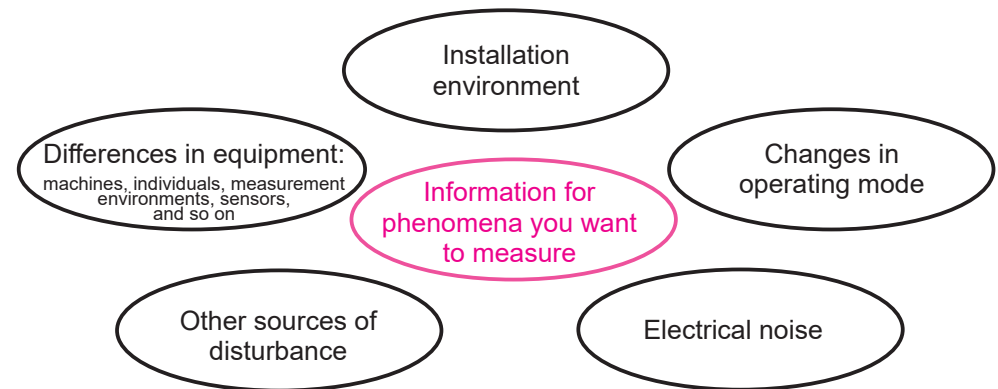 Installation
environment
Differences in equipment:
machines, individuals, measurement
environments, sensors,
and so on
Changes in
operating mode
Information for
phenomena you want
to measure
Other sources of
disturbance
Electrical noise